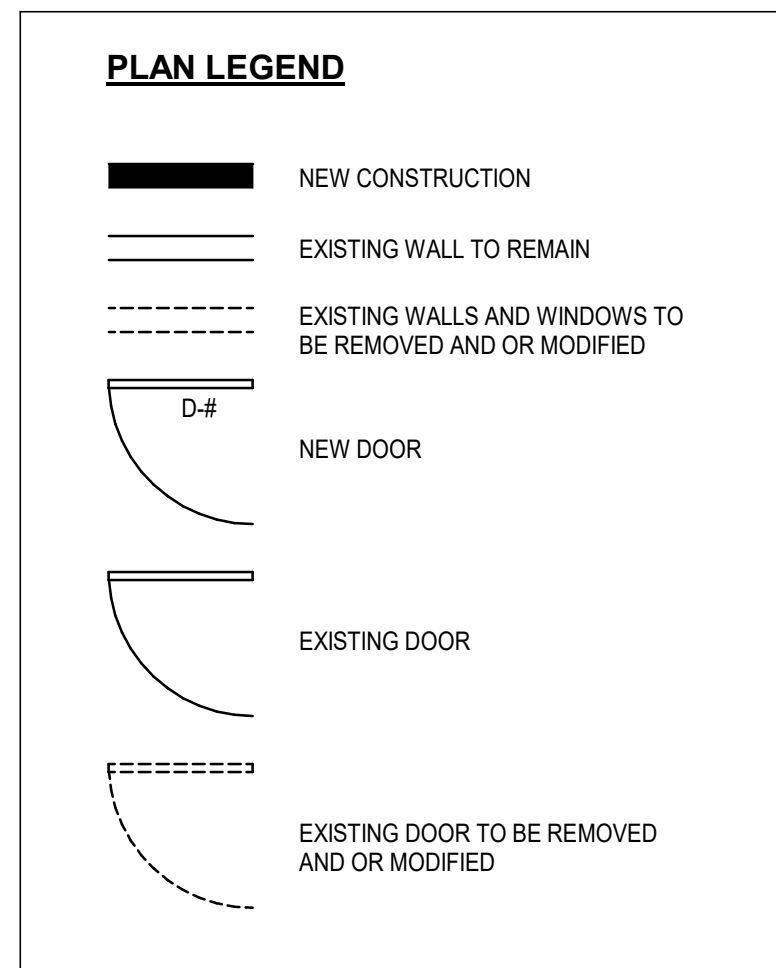 PLAN LEGEND
NEW CONSTRUCTION
EXISTING WALL TO REMAIN
EXISTING WALLS AND WINDOWS TO
BE REMOVED AND OR MODIFIED
D-#
NEW DOOR
EXISTING DOOR
EXISTING DOOR TO BE REMOVED
AND OR MODIFIED